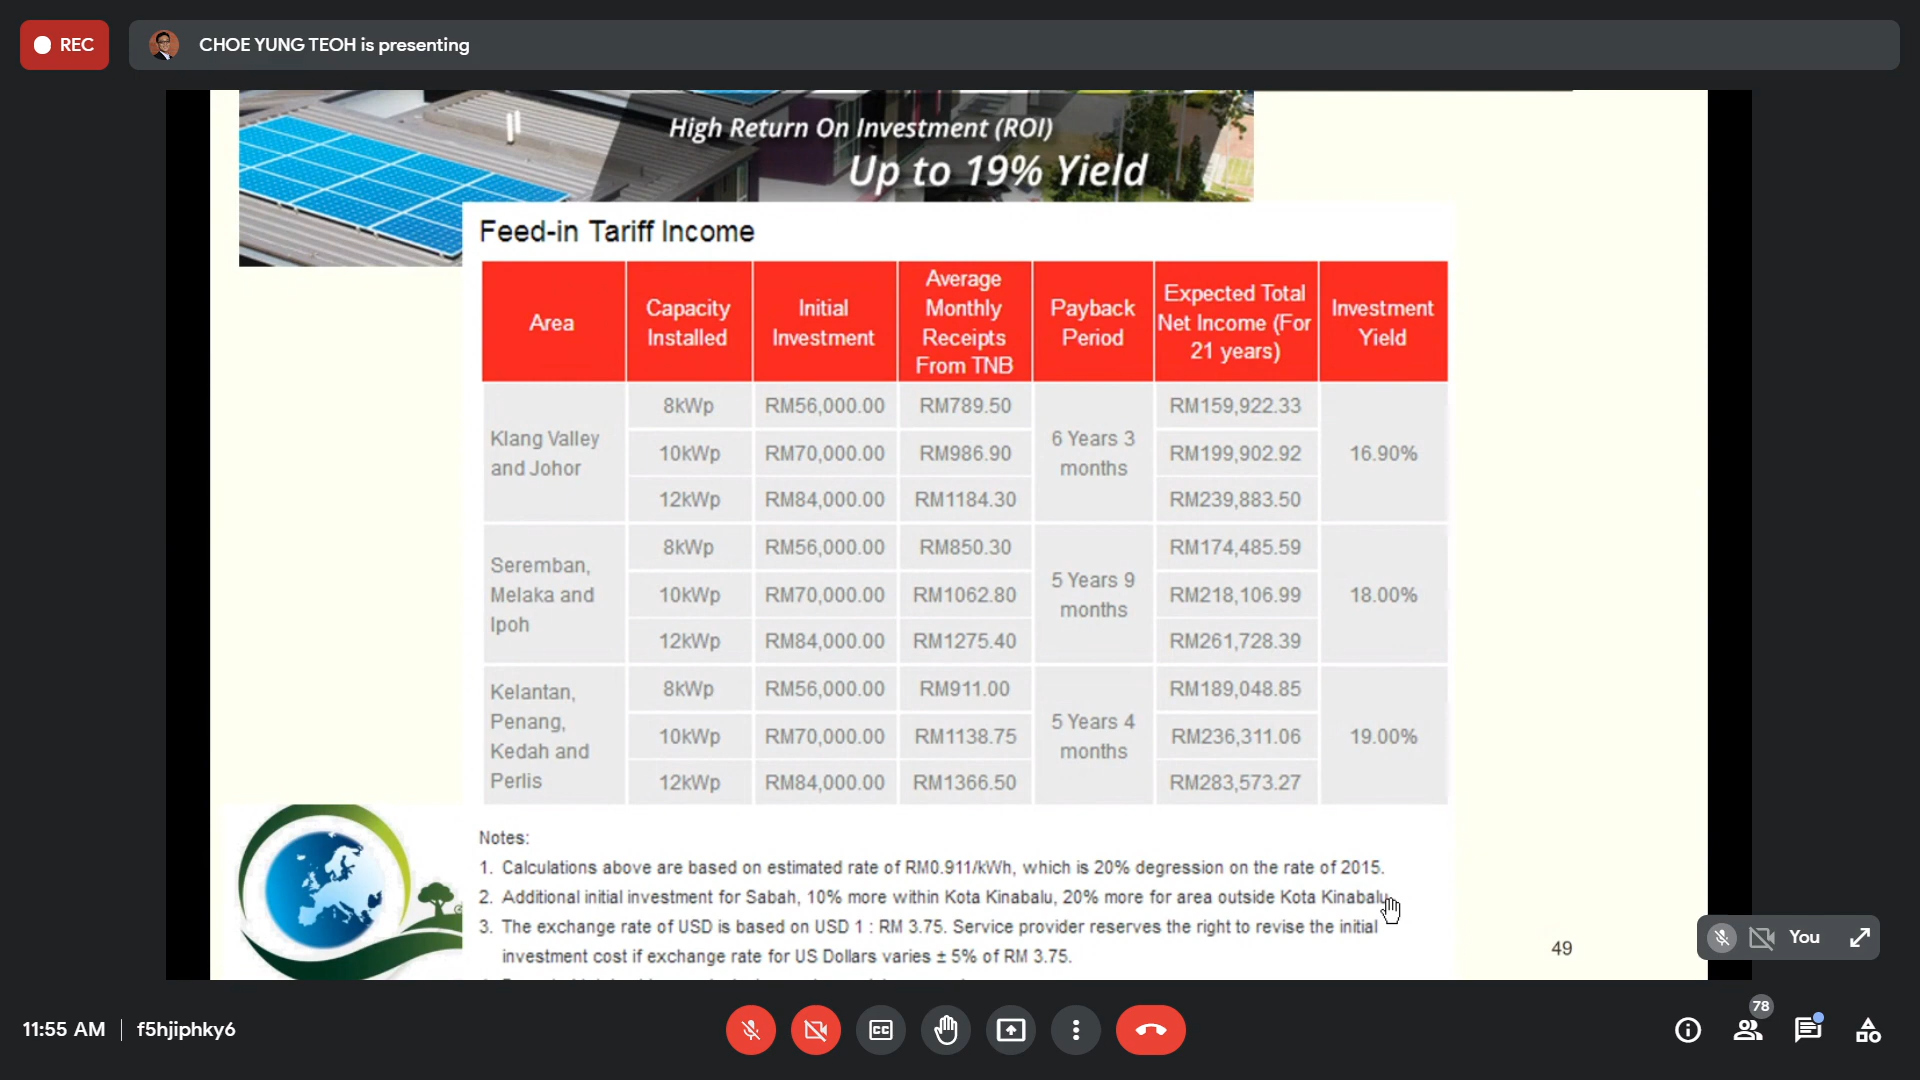 REC
CHOE YUNG TEOH is presenting
High Return On Investment (ROI)
Up to 19% Yield
Feed-in Tariff Income
Area
Capacity
Installed
Initial
Investment
Average
Monthly
Receipts
From TNB
Payback
Period
Expected Total
Net Income (For
21 years)
Investment
Yield
Klang Valley
and Johor
8kWp
RM56,000.00
RM789.50
6 Years 3
months
RM159,922.33
16.90%
10kWp
RM70,000.00
RM986.90
RM199,902.92
12kWp
RM84,000.00
RM1184.30
RM239,883.50
Seremban,
Melaka and
Ipoh
8kWp
RM56,000.00
RM850.30
5 Years 9
months
RM174,485.59
18.00%
10kWp
RM70,000.00
RM1062.80
RM218,106.99
12kWp
RM84,000.00
RM1275.40
RM261,728.39
Kelantan,
Penang,
Kedah and
Perlis
8kWp
RM56,000.00
RM911.00
5 Years 4
months
RM189,048.85
19.00%
10kWp
RM70,000.00
RM1138.75
RM236,311.06
12kWp
RM84,000.00
RM1366.50
RM283,573.27
Notes:
1. Calculations above are based on estimated rate of RM0.911/kWh, which is 20% degression on the rate of 2015.
2. Additional initial investment for Sabah, 10% more within Kota Kinabalu, 20% more for area outside Kota Kinabalu
3. The exchange rate of USD is based on USD 1 : RM 3.75. Service provider reserves the right to revise the initial
investment cost if exchange rate for US Dollars varies ± 5% of RM 3.75.
49
You
11:55 AM
f5hjiphky6
CC
78